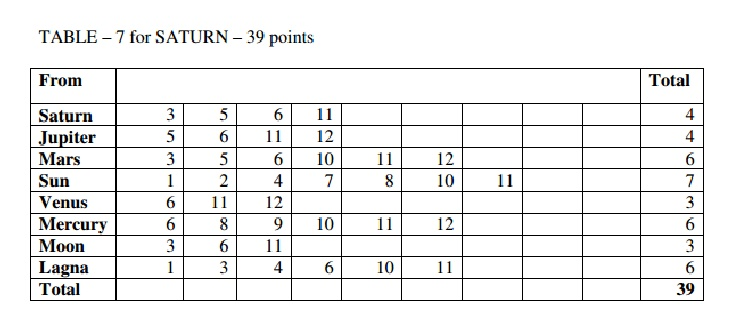 TABLE – 7 for SATURN – 39 points
From Total
Saturn 3 5 6 11 4
Jupiter 5 6 11 12 4
Mars 3 5 6 10 11 12 6
Sun 1 2 4 7 8 10 11 7
Venus 6 11 12 3
Mercury 6 8 9 10 11 12 6
Moon 3 6 11 3
Lagna 1 3 4 6 10 11 6
Total 39